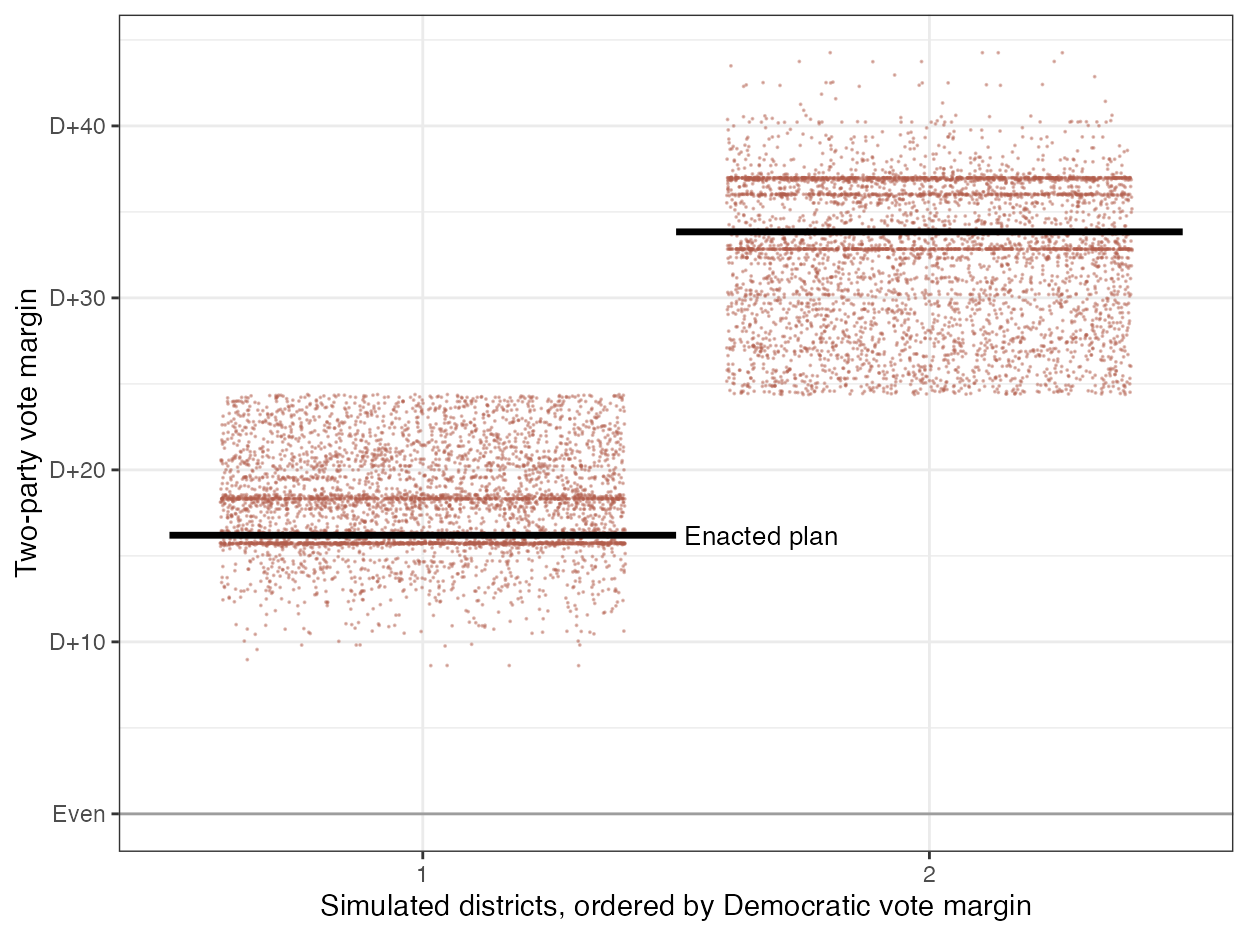 Two-party vote margin
D+40
D+30
D+20
D+10
Even
Enacted plan
1
2
Simulated districts, ordered by Democratic vote margin